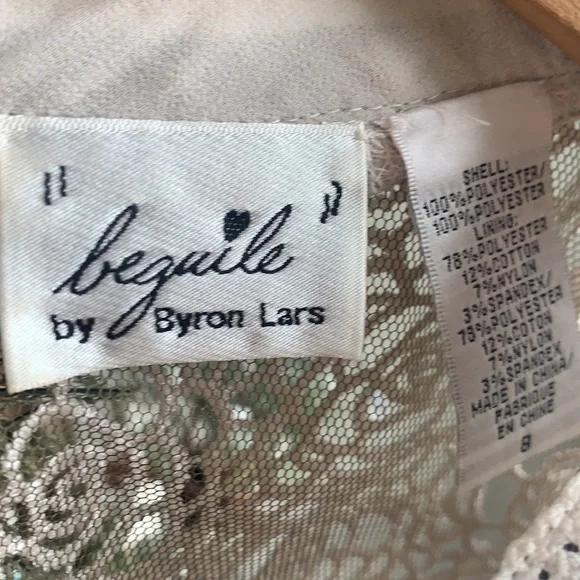 "beguile"
by Byron Lars
SHELL:
100%POLYESTER/
100%POLYESTER
LINING:
78%POLYESTER
12%COTTON
7%NYLON
3%SPANDEX/
78%POLYESTER
12%COTON
7%NYLON
3%SPANDEX
MADE IN CHINA/
FABRIQUE
EN CHINE
8